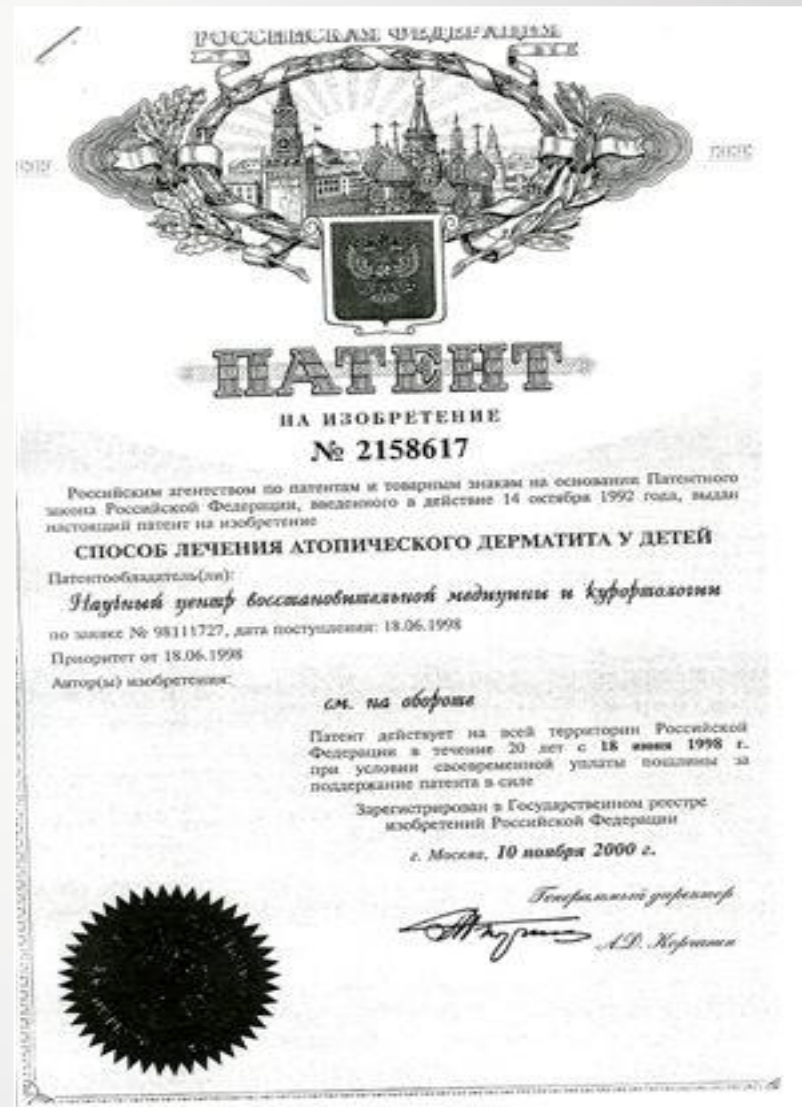 РОССИЙСКАЯ ФЕДЕРАЦИЯ
ПАТЕНТ
НА ИЗОБРЕТЕНИЕ
№ 2158617
Российским агентством по патентам и товарным знакам на основании Патентного
закона Российской Федерации, введенного в действие 14 октября 1992 года, выдан
настоящий патент на изобретение
СПОСОБ ЛЕЧЕНИЯ АТОПИЧЕСКОГО ДЕРМАТИТА У ДЕТЕЙ
Патентообладатель(ли):
Научный центр восстановительной медицины и курортологии
по заявке № 98111727, дата поступления: 18.06.1998
Приоритет от 18.06.1998
Автор(ы) изобретения:
см. на обороте
Патент действует на всей территории Российской
Федерации в течение 20 лет с 18 июня 1998 г.
при условии своевременной уплаты пошлины за
поддержание патента в силе
Зарегистрирован в Государственном реестре
изобретений Российской Федерации
г. Москва, 10 ноября 2000 г.
Генеральный директор
А.Д. Корчагин